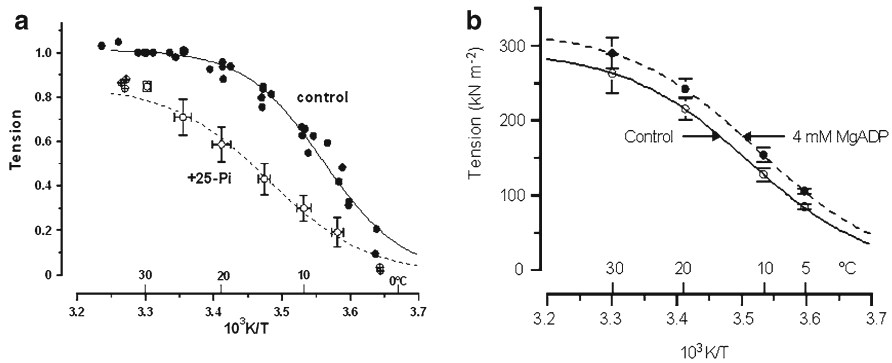 a
1.0
0.8
0.6
0.4
0.2
0
Tension
control
+25-Pi
30 20 10 0°C
3.2 3.3 3.4 3.5 3.6 3.7
10³K/T
b
300
200
100
0
Tension (kN m⁻²)
Control 4 mM MgADP
30 20 10 5 ºC
3.2 3.3 3.4 3.5 3.6 3.7
10³K/T